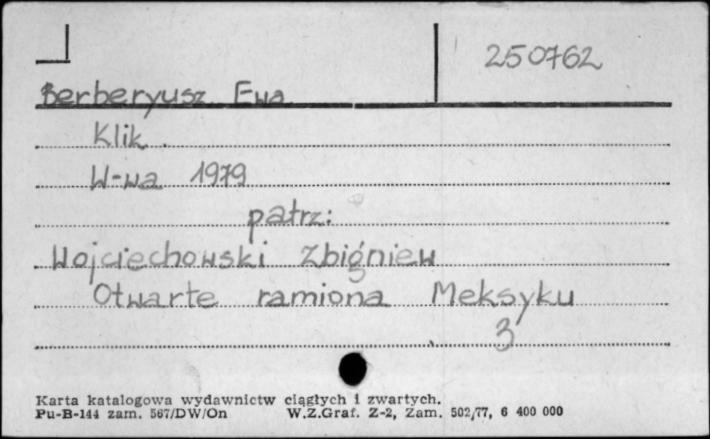 250762
Berberyusz Ewa
Klik.
W-wa 1979
patrz:
Wojciechowski Zbigniew
Otwarte ramiona Meksyku
3
Karta katalogowa wydawnictw ciągłych i zwartych.
Pu-B-144 zam. 567/DW/On W.Z.Graf. Z-2, Zam. 502/77, 6 400 000